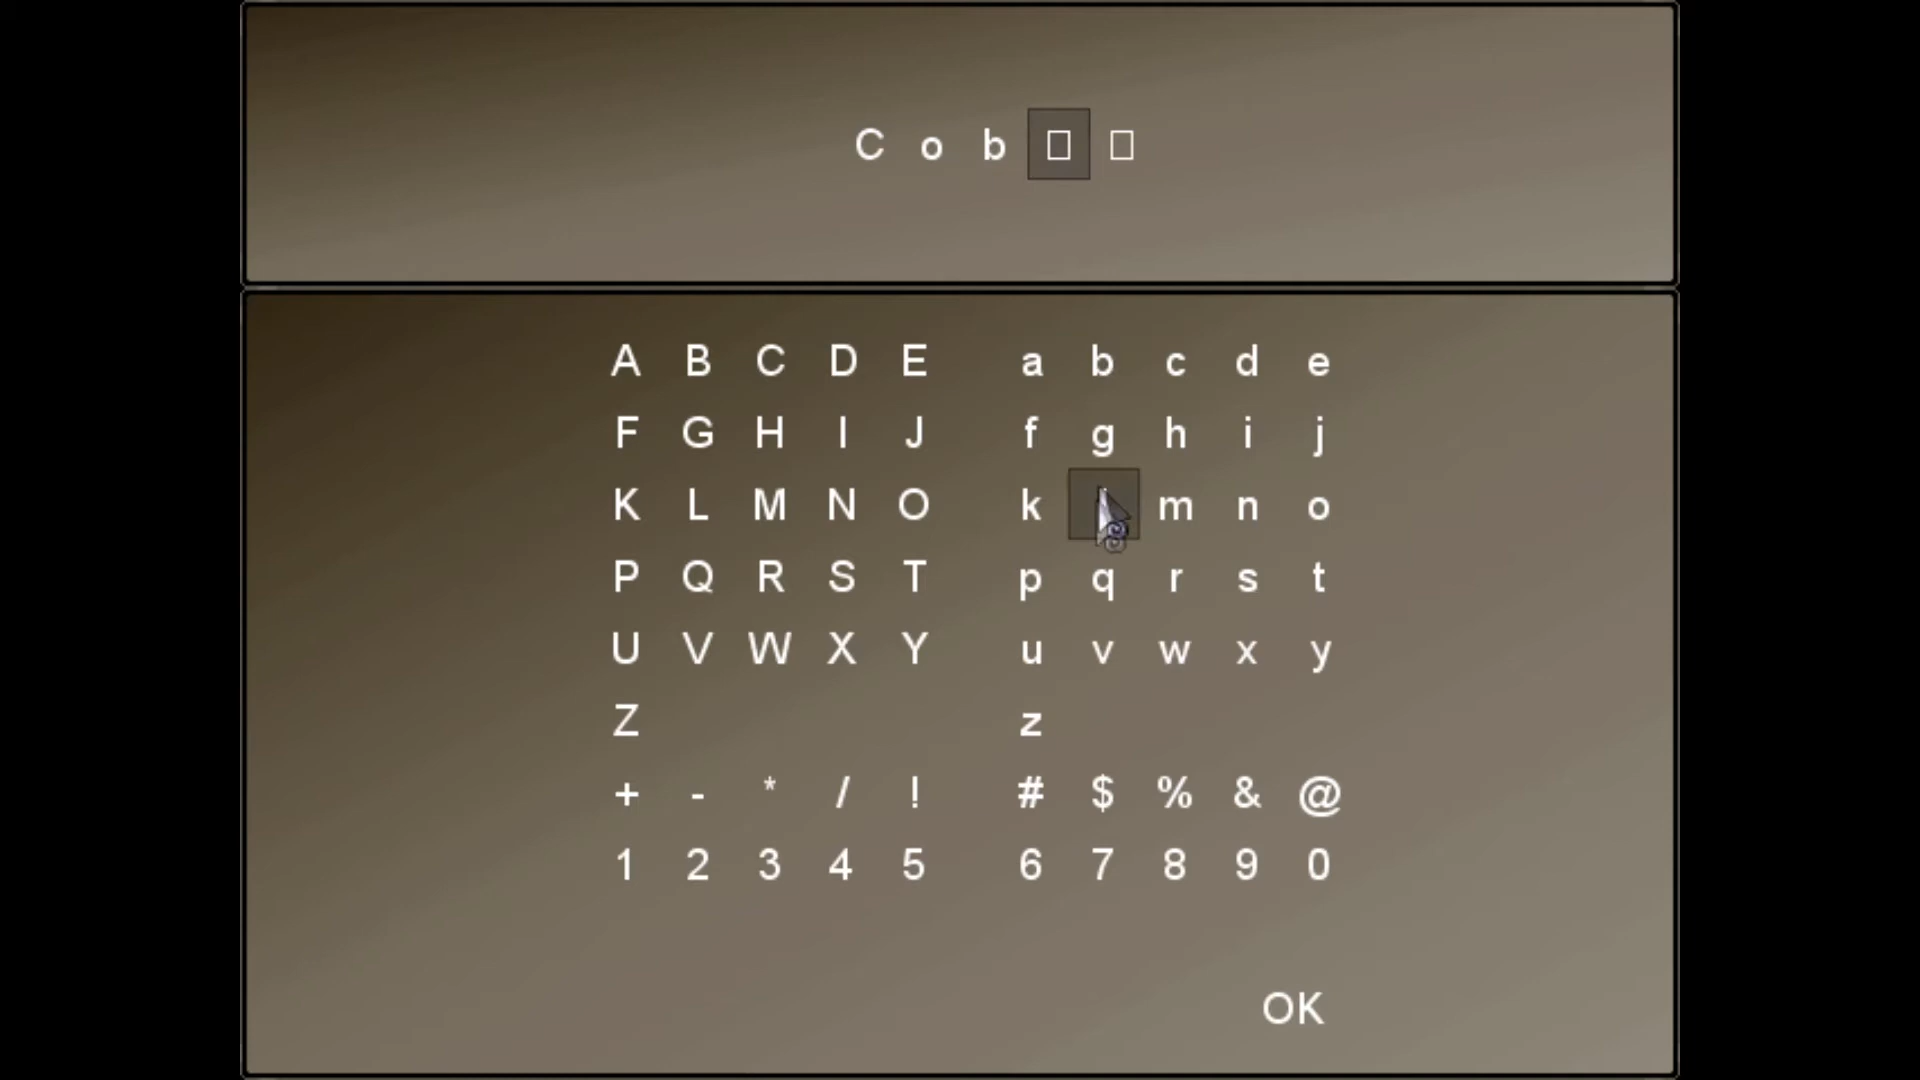 C o b
A B C D E a b c d e
F G H I J f g h i j
K L M N O k m n o
P Q R S T p q r s t
U V W X Y u v w x y
Z z
+ - * / ! # $ % & @
1 2 3 4 5 6 7 8 9 0
OK